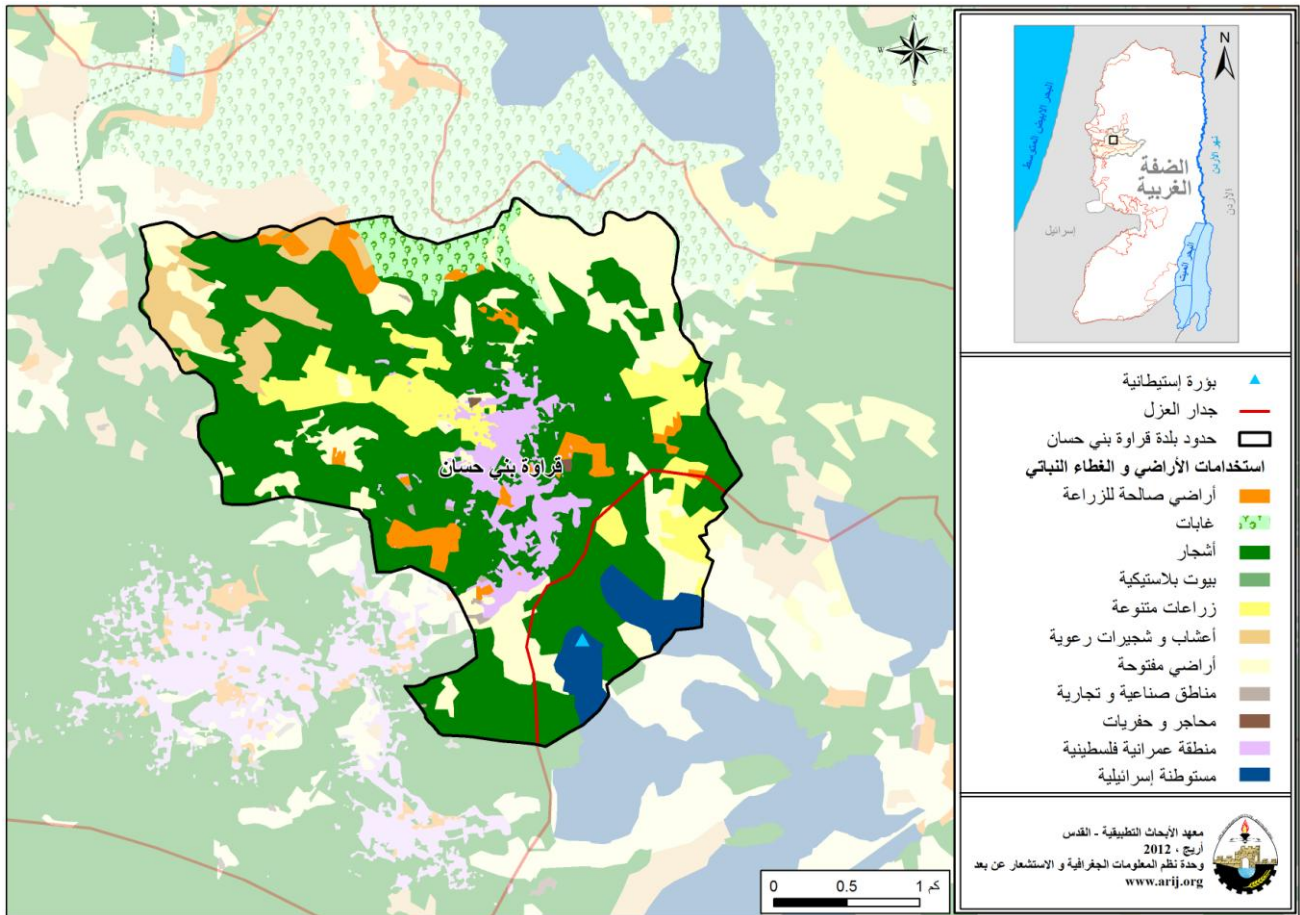 N
W
E
S
قراوة بني حسان
0
0.5
1 كم
N
البحر الابيض المتوسط
الضفة
الغربية
نهر الأردن
الأردن
إسرائيل
البحر الميت
بؤرة إستيطانية
جدار العزل
حدود بلدة قراوة بني حسان
استخدامات الأراضي و الغطاء النباتي
أراضي صالحة للزراعة
غابات
أشجار
بيوت بلاستيكية
زراعات متنوعة
أعشاب و شجيرات رعوية
أراضي مفتوحة
مناطق صناعية و تجارية
محاجر و حفريات
منطقة عمرانية فلسطينية
مستوطنة إسرائيلية
معهد الأبحاث التطبيقية - القدس
أريج ، 2012
وحدة نظم المعلومات الجغرافية و الاستشعار عن بعد
www.arij.org